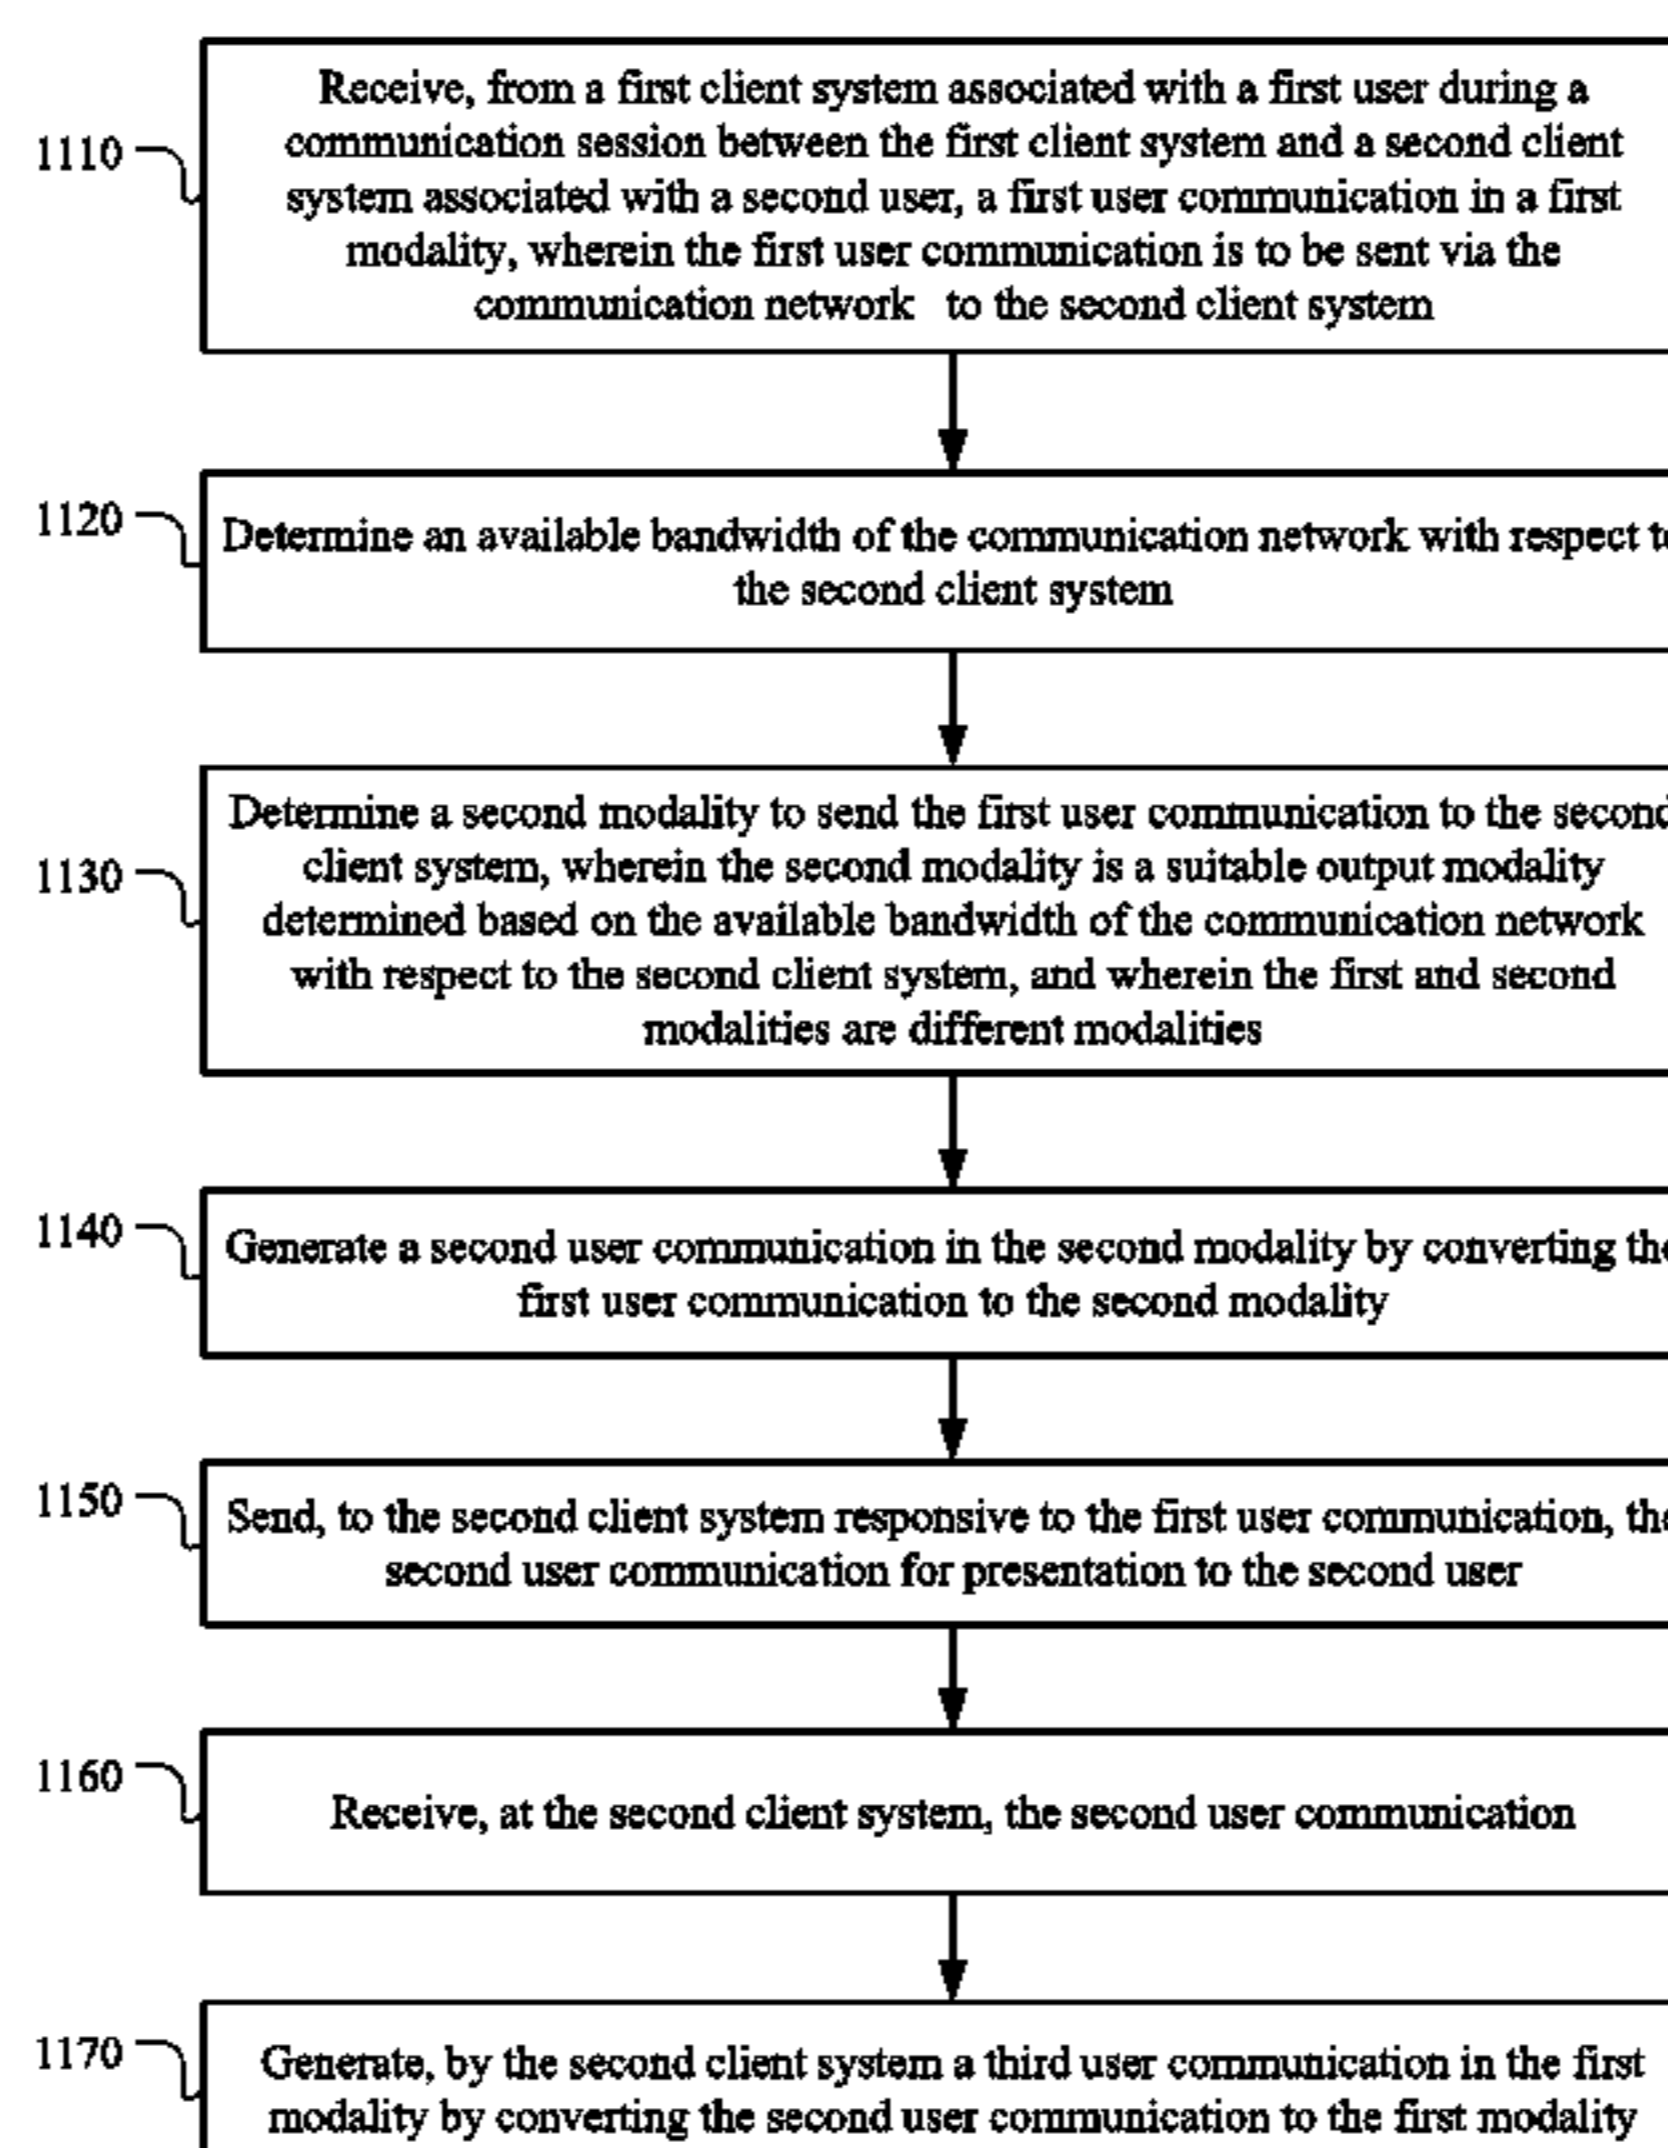 1110
Receive, from a first client system associated with a first user during a
communication session between the first client system and a second client
system associated with a second user, a first user communication in a first
modality, wherein the first user communication is to be sent via the
communication network to the second client system
1120
Determine an available bandwidth of the communication network with respect
the second client system
1130
Determine a second modality to send the first user communication to the second
client system, wherein the second modality is a suitable output modality
determined based on the available bandwidth of the communication network
with respect to the second client system, and wherein the first and second
modalities are different modalities
1140
Generate a second user communication in the second modality by converting the
first user communication to the second modality
1150
Send, to the second client system responsive to the first user communication, the
second user communication for presentation to the second user
1160
Receive, at the second client system, the second user communication
1170
Generate, by the second client system a third user communication in the first
modality by converting the second user communication to the first modality